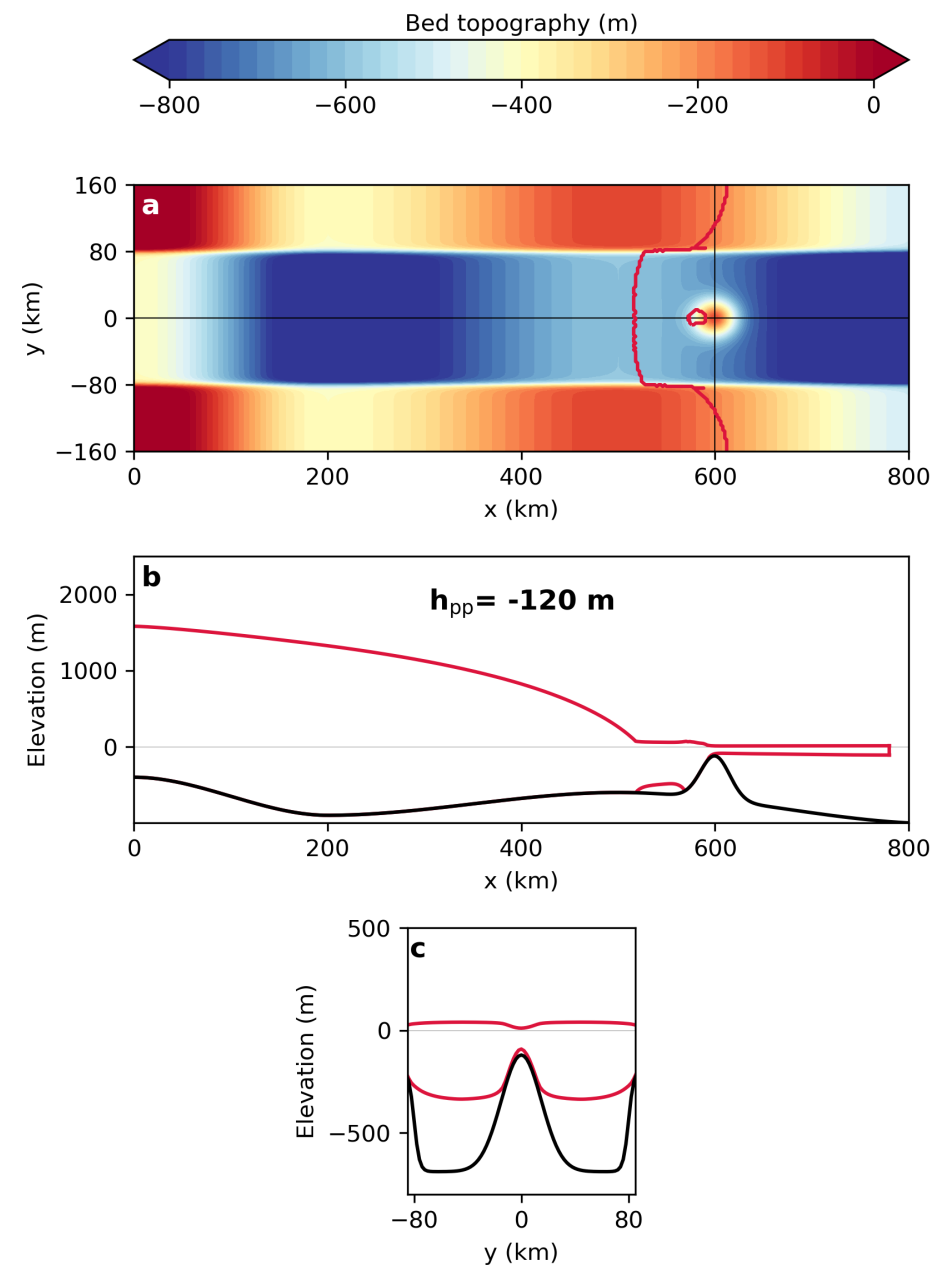 Bed topography (m)
−800 −600 −400 −200 0
a
160
80
0
−80
−160
y (km)
0 200 400 600 800
x (km)
b
h_pp= -120 m
2000
1000
0
Elevation (m)
0 200 400 600 800
x (km)
c
500
0
−500
Elevation (m)
−80 0 80
y (km)